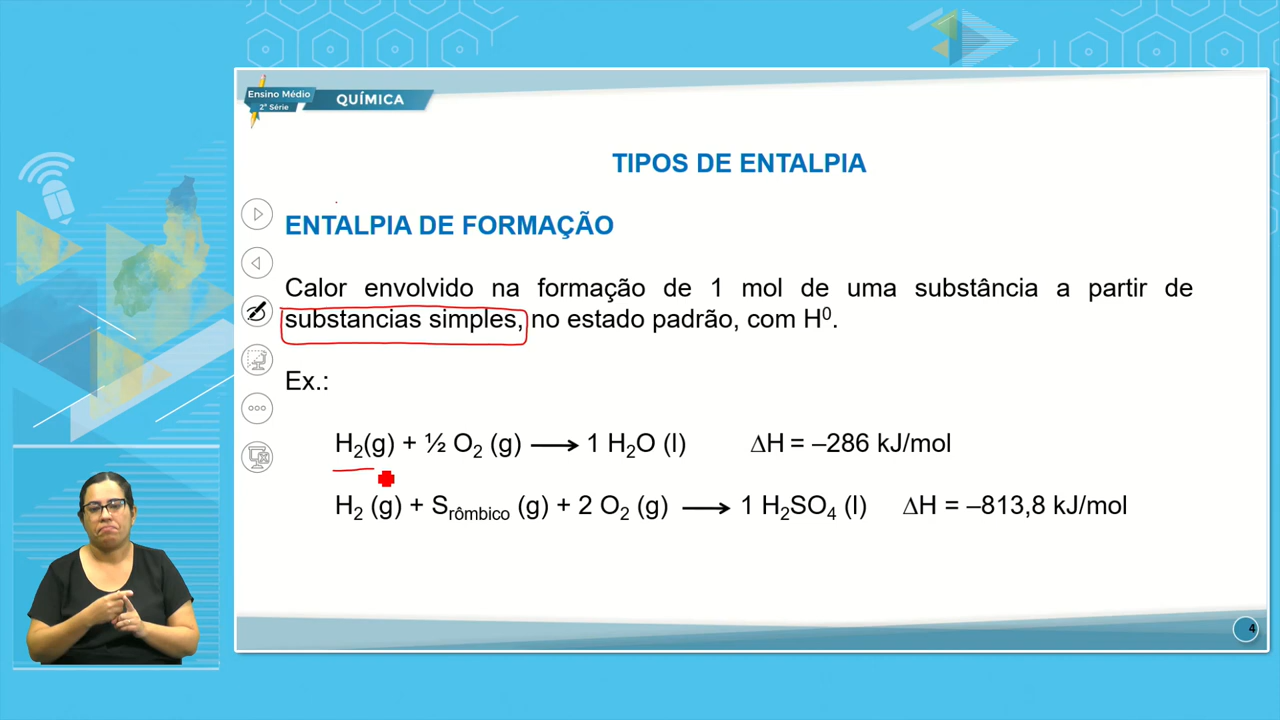 Ensino Médio
2ª Série
QUÍMICA
TIPOS DE ENTALPIA
ENTALPIA DE FORMAÇÃO
Calor envolvido na formação de 1 mol de uma substância a partir de
substancias simples, no estado padrão, com H⁰.
Ex.:
H₂(g) + ½ O₂ (g) ⟶ 1 H₂O (l) ΔH = –286 kJ/mol
H₂ (g) + Sᵣômbico (g) + 2 O₂ (g) ⟶ 1 H₂SO₄ (l) ΔH = –813,8 kJ/mol
4